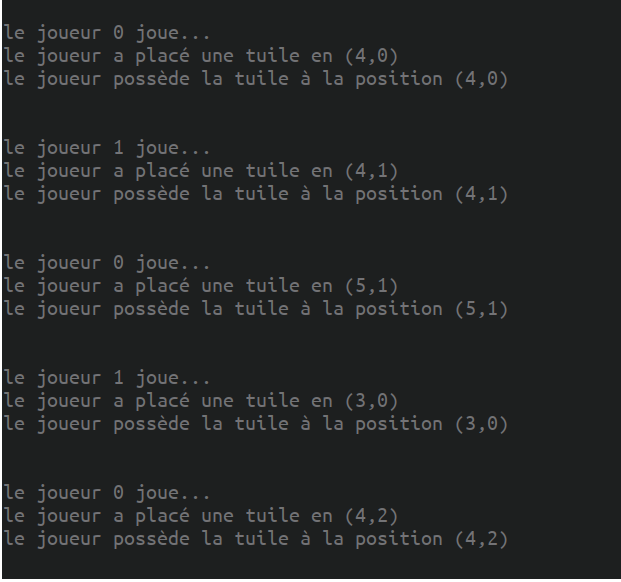 le joueur 0 joue...
le joueur a placé une tuile en (4,0)
le joueur possède la tuile à la position (4,0)
le joueur 1 joue...
le joueur a placé une tuile en (4,1)
le joueur possède la tuile à la position (4,1)
le joueur 0 joue...
le joueur a placé une tuile en (5,1)
le joueur possède la tuile à la position (5,1)
le joueur 1 joue...
le joueur a placé une tuile en (3,0)
le joueur possède la tuile à la position (3,0)
le joueur 0 joue...
le joueur a placé une tuile en (4,2)
le joueur possède la tuile à la position (4,2)